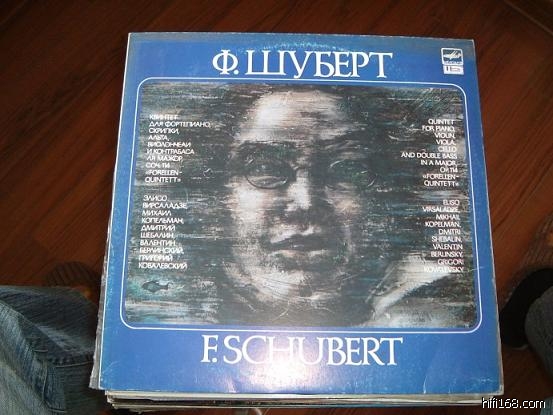 Ф. ШУБЕРТ
КВИНТЕТ
ДЛЯ ФОРТЕПИАНО,
СКРИПКИ,
АЛЬТА,
ВИОЛОНЧЕЛИ
И КОНТРАБАСА
ЛЯ МАЖОР,
СОЧ. 114
«FORELLEN-
QUINTETT»
ЭЛИСО
ВИРСАЛАДЗЕ,
МИХАИЛ
КОПЕЛЬМАН,
ДМИТРИЙ
ШЕБАЛИН,
ВАЛЕНТИН
БЕРЛИНСКИЙ,
ГРИГОРИЙ
КОВАЛЕВСКИЙ
QUINTET
FOR PIANO,
VIOLIN,
VIOLA,
CELLO
AND DOUBLE BASS
IN A MAJOR,
OP. 114
«FORELLEN-
QUINTETT»
ELISO
VIRSALADZE,
MIKHAIL
KOPELMAN,
DMITRI
SHEBALIN,
VALENTIN
BERLINSKY,
GRIGORI
KOVALEVSKY
F. SCHUBERT
hifi168.com